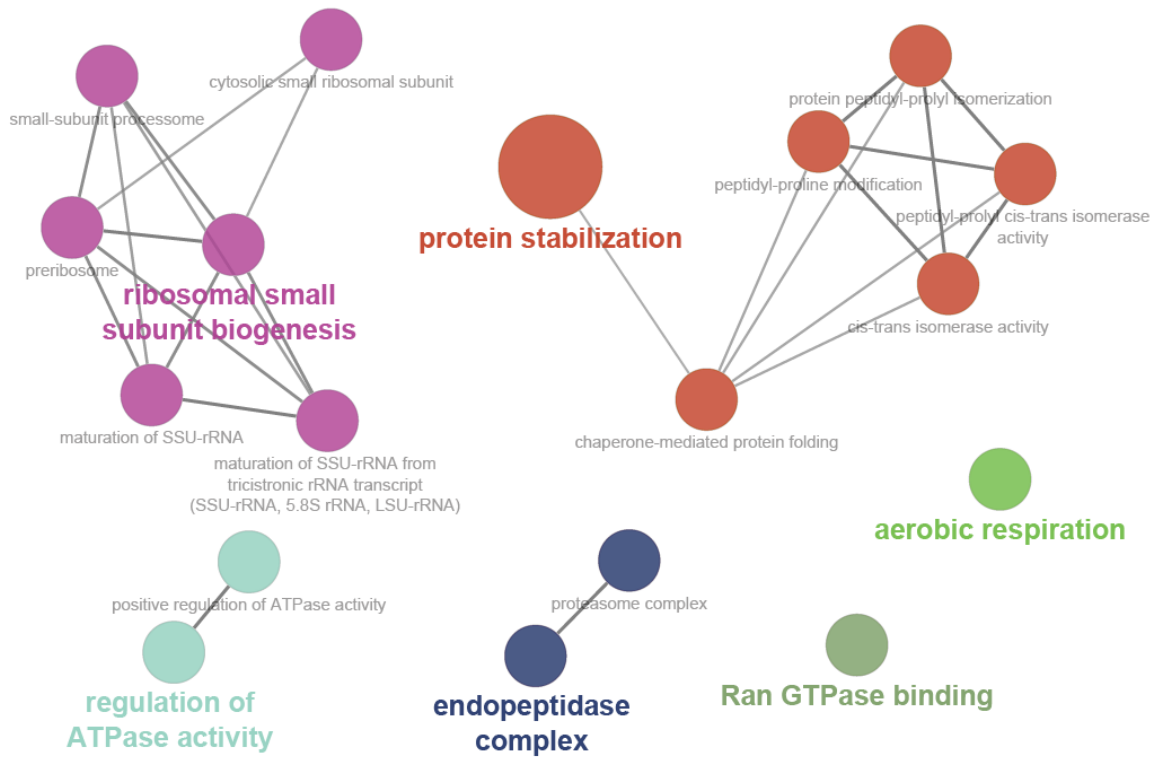 cytosolic small ribosomal subunit
small-subunit processome
preribosome
ribosomal small
subunit biogenesis
maturation of SSU-rRNA
maturation of SSU-rRNA from
tricistronic rRNA transcript
(SSU-rRNA, 5.8S rRNA, LSU-rRNA)
protein stabilization
protein peptidyl-prolyl isomerization
peptidyl-proline modification
peptidyl-prolyl cis-trans isomerase
activity
cis-trans isomerase activity
chaperone-mediated protein folding
aerobic respiration
positive regulation of ATPase activity
regulation of
ATPase activity
proteasome complex
endopeptidase
complex
Ran GTPase binding